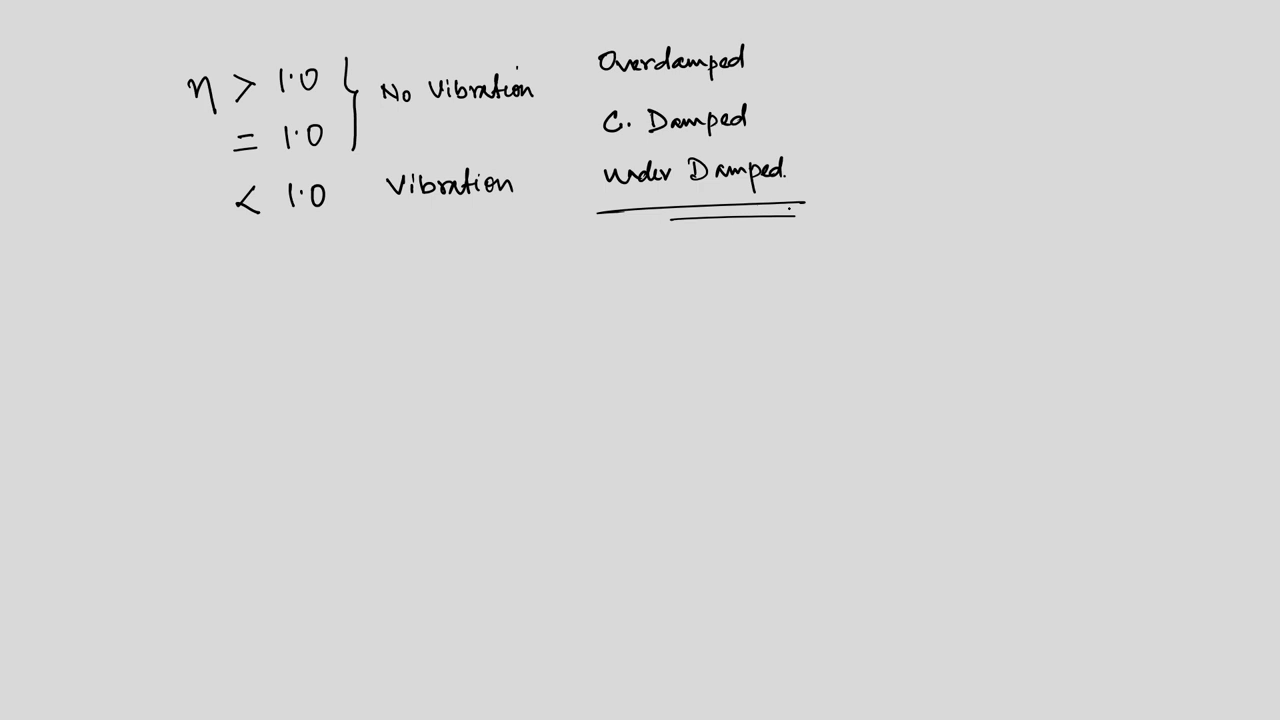 η > 1.0 } No Vibration Overdamped
= 1.0 C. Damped
< 1.0 Vibration under Damped.